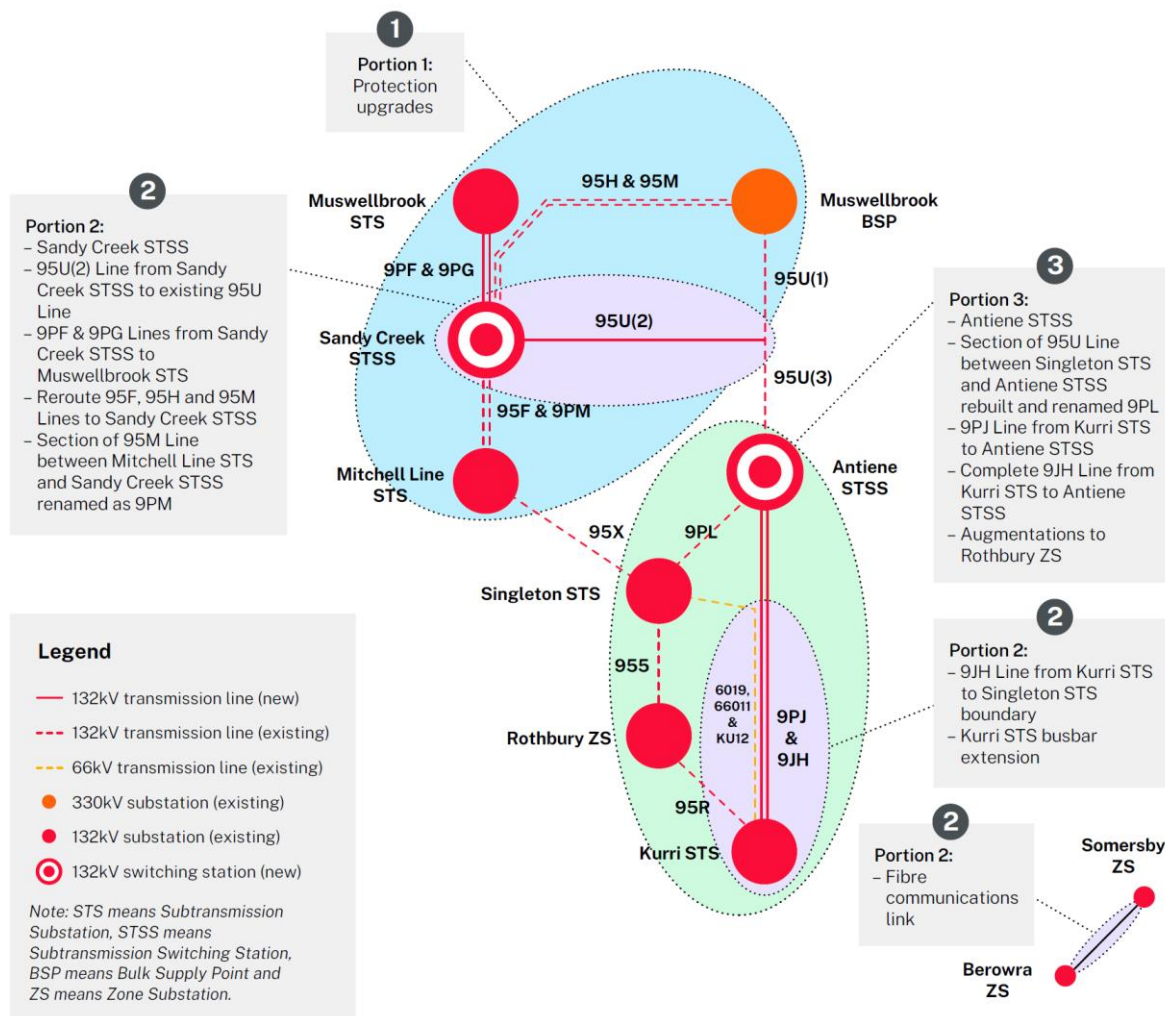 1
Portion 1:
Protection
upgrades
2
Portion 2:
– Sandy Creek STSS
– 95U(2) Line from Sandy
Creek STSS to existing 95U
Line
– 9PF & 9PG Lines from Sandy
Creek STSS to
Muswellbrook STS
– Reroute 95F, 95H and 95M
Lines to Sandy Creek STSS
– Section of 95M Line
between Mitchell Line STS
and Sandy Creek STSS
renamed as 9PM
Muswellbrook
STS
95H & 95M
Muswellbrook
BSP
9PF & 9PG
95U(1)
Sandy Creek
STSS
95U(2)
95U(3)
95F & 9PM
Mitchell Line
STS
Antiene
STSS
95X
9PL
Singleton STS
955
6019,
66011
&
KU12
9PJ
&
9JH
Rothbury ZS
95R
Kurri STS
3
Portion 3:
– Antiene STSS
– Section of 95U Line
between Singleton STS
and Antiene STSS
rebuilt and renamed 9PL
– 9PJ Line from Kurri STS
to Antiene STSS
– Complete 9JH Line from
Kurri STS to Antiene
STSS
– Augmentations to
Rothbury ZS
2
Portion 2:
– 9JH Line from Kurri STS
to Singleton STS
boundary
– Kurri STS busbar
extension
2
Portion 2:
– Fibre
communications
link
Somersby
ZS
Berowra
ZS
Legend
132kV transmission line (new)
132kV transmission line (existing)
66kV transmission line (existing)
330kV substation (existing)
132kV substation (existing)
132kV switching station (new)
Note: STS means Subtransmission
Substation, STSS means
Subtransmission Switching Station,
BSP means Bulk Supply Point and
ZS means Zone Substation.